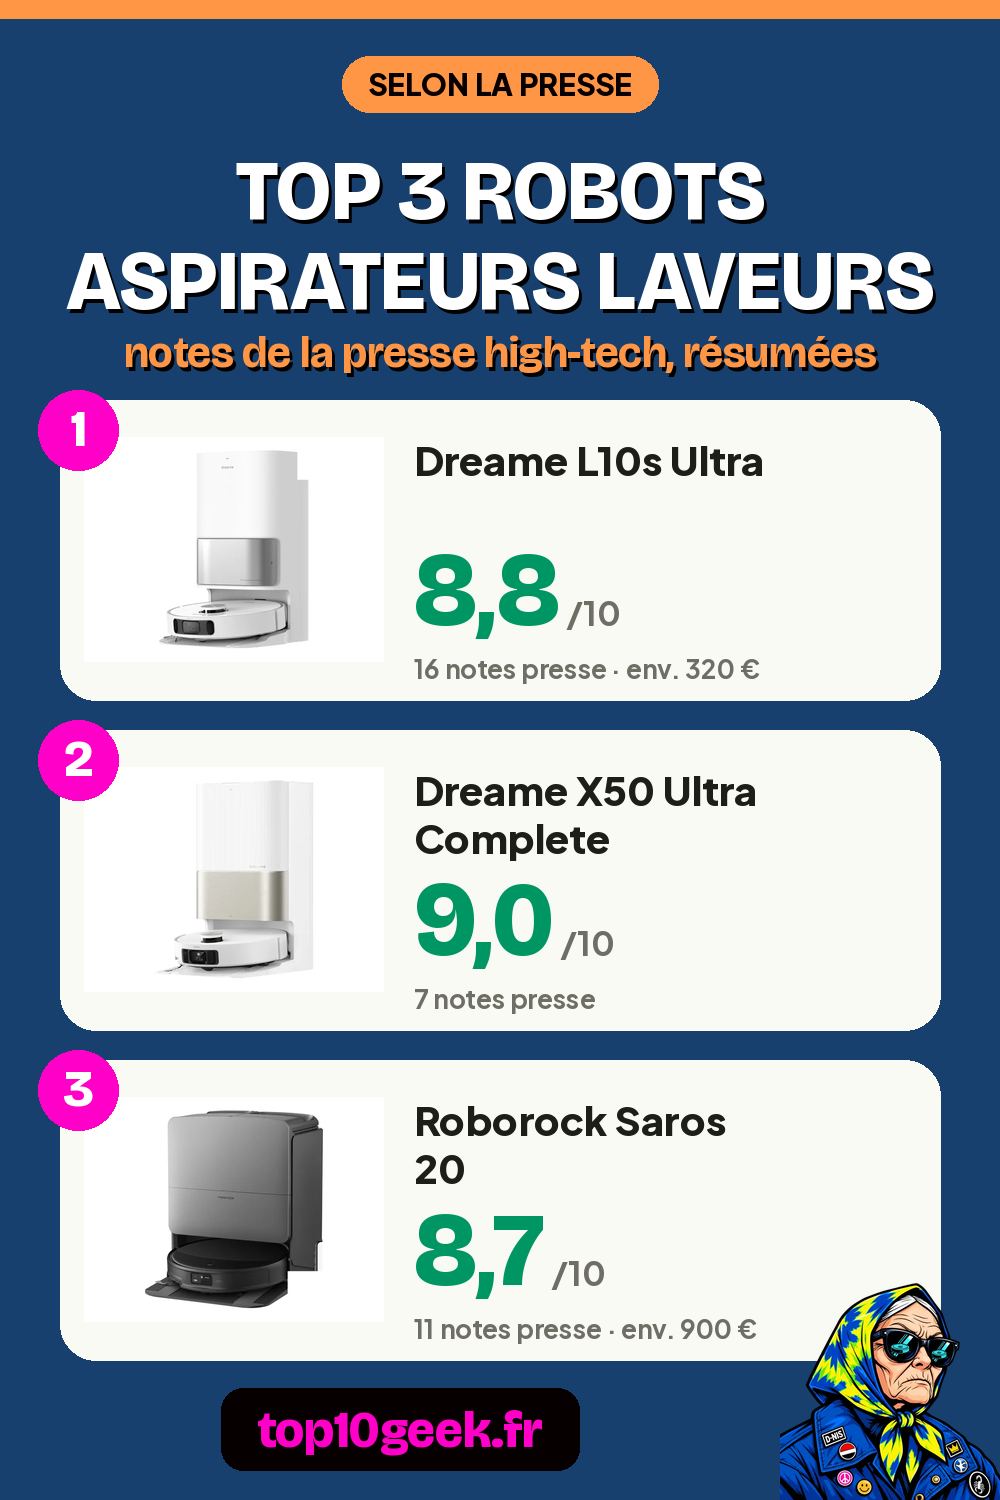 SELON LA PRESSE
TOP 3 ROBOTS
ASPIRATEURS LAVEURS
notes de la presse high-tech, résumées
1
Dreame L10s Ultra
8,8 /10
16 notes presse · env. 320 €
2
Dreame X50 Ultra
Complete
9,0 /10
7 notes presse
3
Roborock Saros
20
8,7 /10
11 notes presse · env. 900 €
top10geek.fr
D-NIS